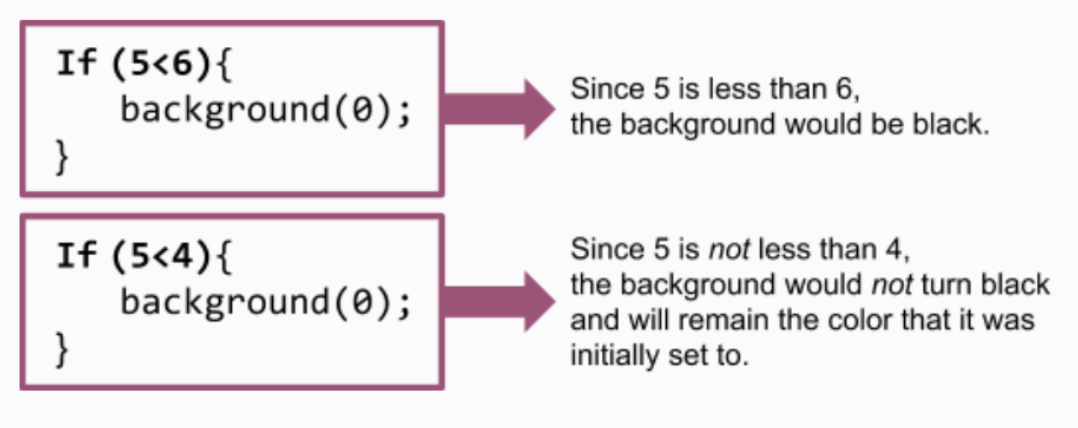 If (5<6){
background(0);
}
Since 5 is less than 6,
the background would be black.
If (5<4){
background(0);
}
Since 5 is not less than 4,
the background would not turn black
and will remain the color that it was
initially set to.